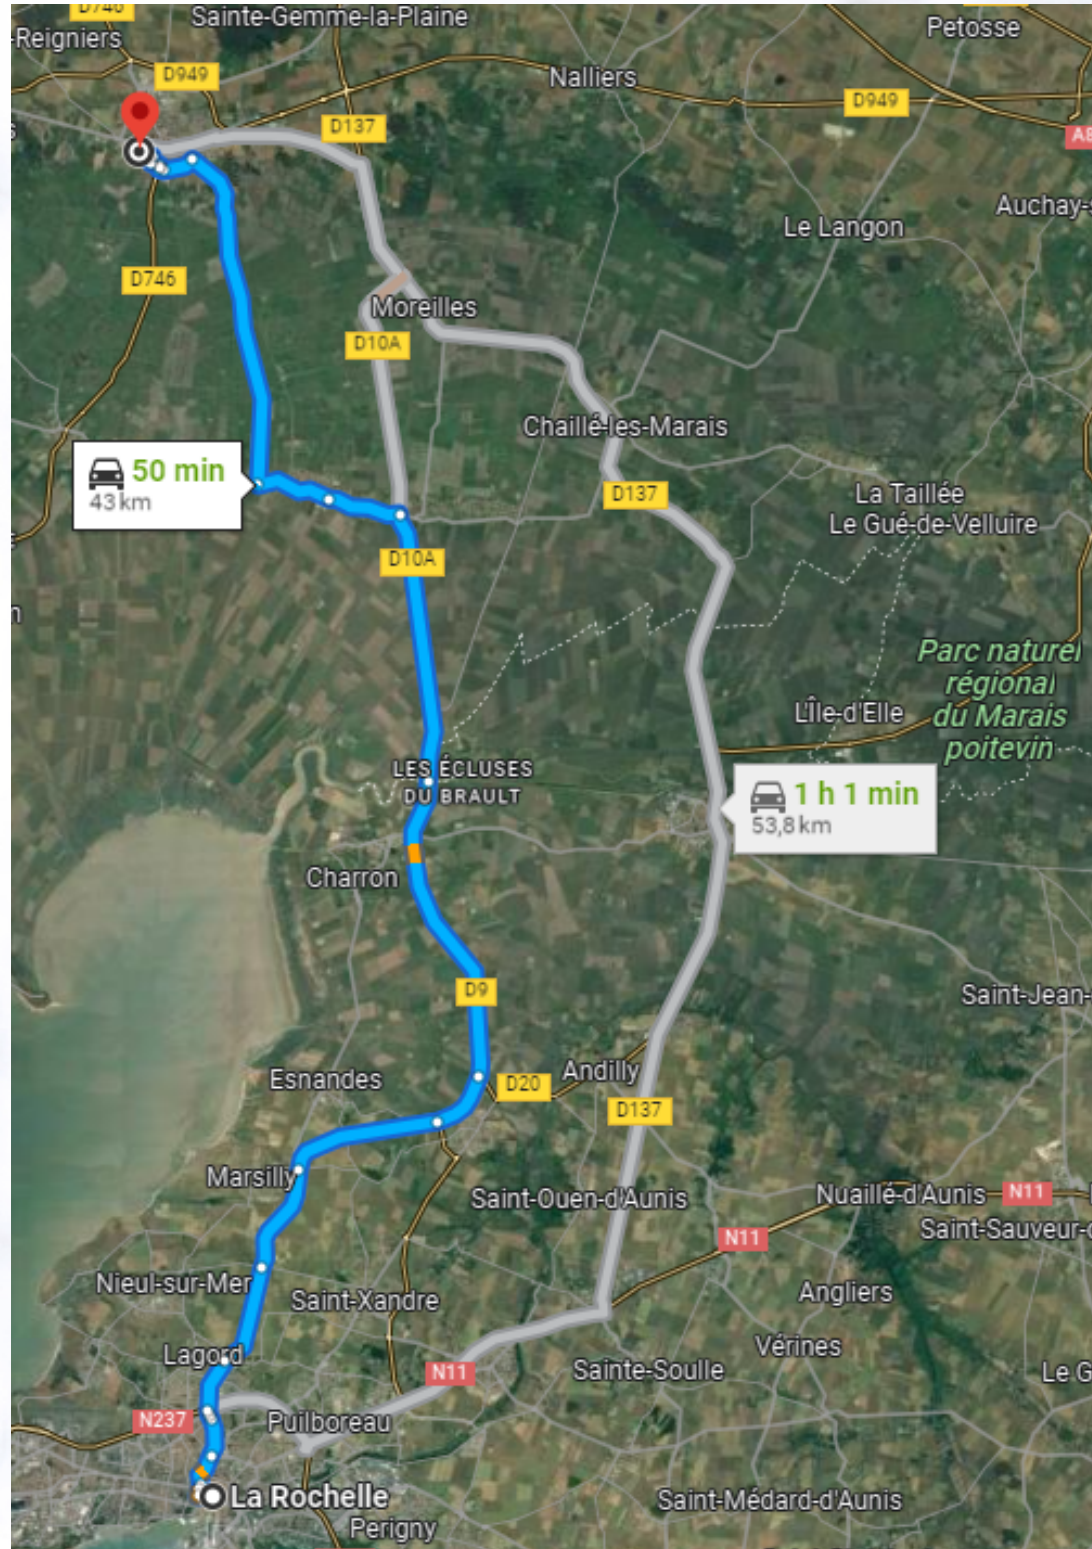 D746
Sainte-Gemme-la-Plaine
Petosse
-Reigniers
D949
Nalliers
D949
D137
Auchay-
Le Langon
D746
Moreilles
D10A
Chaillé-les-Marais
50 min
43 km
D137
La Taillée
Le Gué-de-Velluire
D10A
Parc naturel
régional
du Marais
poitevin
L'Île-d'Elle
LES ÉCLUSES
DU BRAULT
1 h 1 min
53,8 km
Charron
D9
Saint-Jean-
Esnandes
D20
Andilly
D137
Marsilly
Saint-Ouen-d'Aunis
Nuaillé-d'Aunis
N11
Saint-Sauveur-d
N11
Nieul-sur-Mer
Saint-Xandre
Angliers
Lagord
Vérines
N11
Sainte-Soulle
Le G
N237
Puilboreau
La Rochelle
Saint-Médard-d'Aunis
Perigny